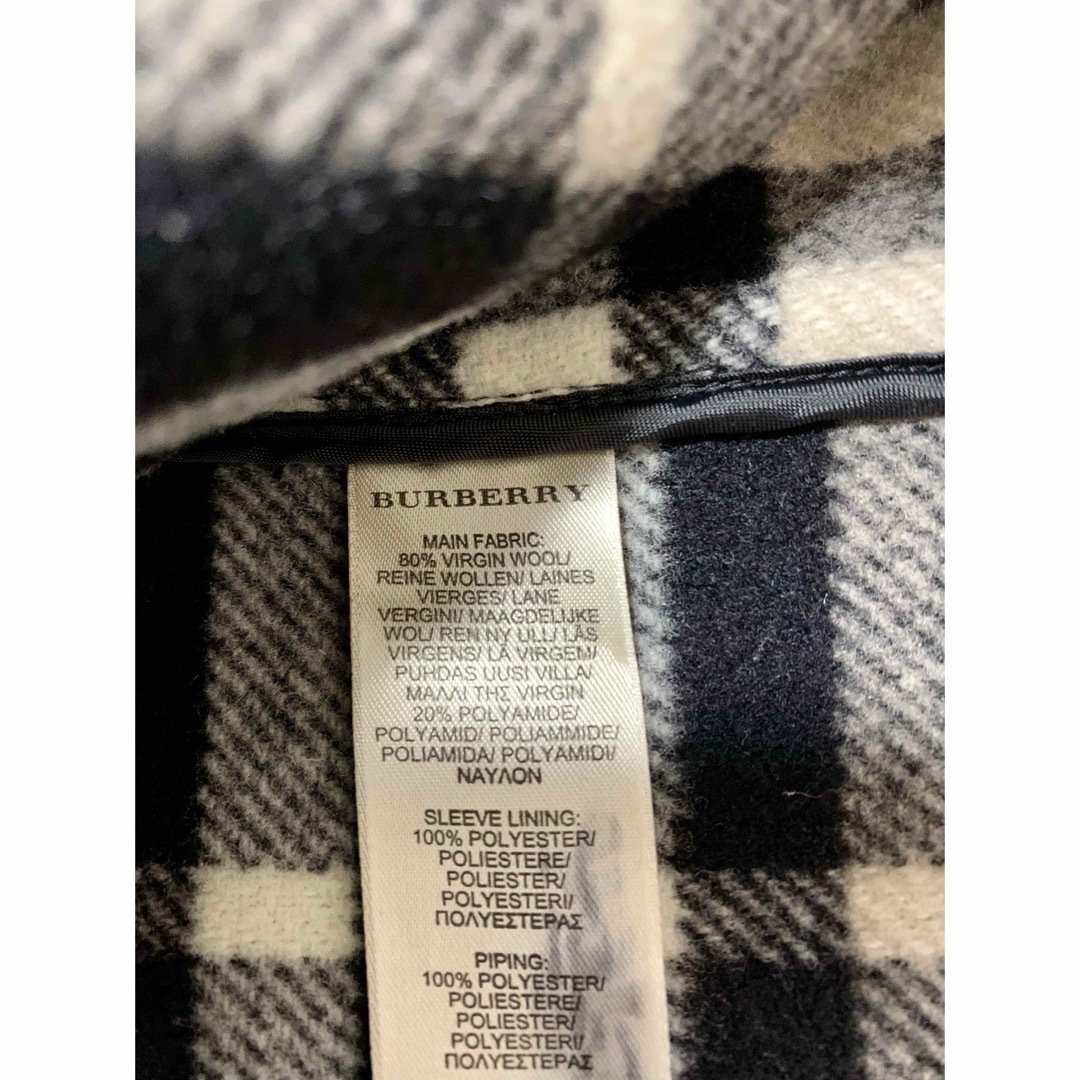 BURBERRY
MAIN FABRIC:
80% VIRGIN WOOL/
REINE WOLLEN/ LAINES
VIERGES/ LANE
VERGINI/ MAAGDELIJKE
WOL/ REN NY ULL/ LÃS
VIRGENS/ LÃ VIRGEM/
PUHDAS UUSI VILLA/
ΜΑΛΛΙ ΤΗΣ VIRGIN
20% POLYAMIDE/
POLYAMID/ POLIAMMIDE/
POLIAMIDA/ POLYAMIDI/
ΝΑΥΛΟΝ
SLEEVE LINING:
100% POLYESTER/
POLIESTERE/
POLIESTER/
POLYESTERI/
ΠΟΛΥΕΣΤΕΡΑΣ
PIPING:
100% POLYESTER/
POLIESTERE/
POLIESTER/
POLYESTERI/
ΠΟΛΥΕΣΤΕΡΑΣ